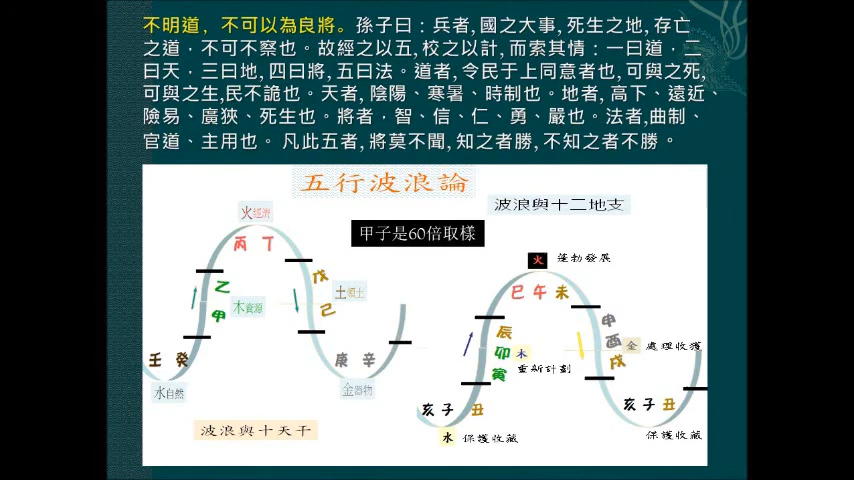 不明道，不可以為良將。孫子曰：兵者,國之大事,死生之地,存亡
之道，不可不察也。故經之以五,校之以計,而索其情：一曰道，二
曰天，三曰地,四曰將,五曰法。道者,令民于上同意者也,可與之死,
可與之生,民不詭也。天者,陰陽、寒暑、時制也。地者,高下、遠近、
險易、廣狹、死生也。將者，智、信、仁、勇、嚴也。法者,曲制、
官道、主用也。 凡此五者,將莫不聞,知之者勝,不知之者不勝。
五行波浪論
波浪與十二地支
火經濟
甲子是60倍取樣
丙 丁
乙
甲
木資源
戊
己
土領土
壬 癸
水自然
庚 辛
金器物
波浪與十天干
火 蓬勃發展
巳 午 未
辰
卯 木
寅 重新計劃
申
酉
戌
金 處理收獲
亥 子 丑
水 保護收藏
亥 子 丑
保護收藏